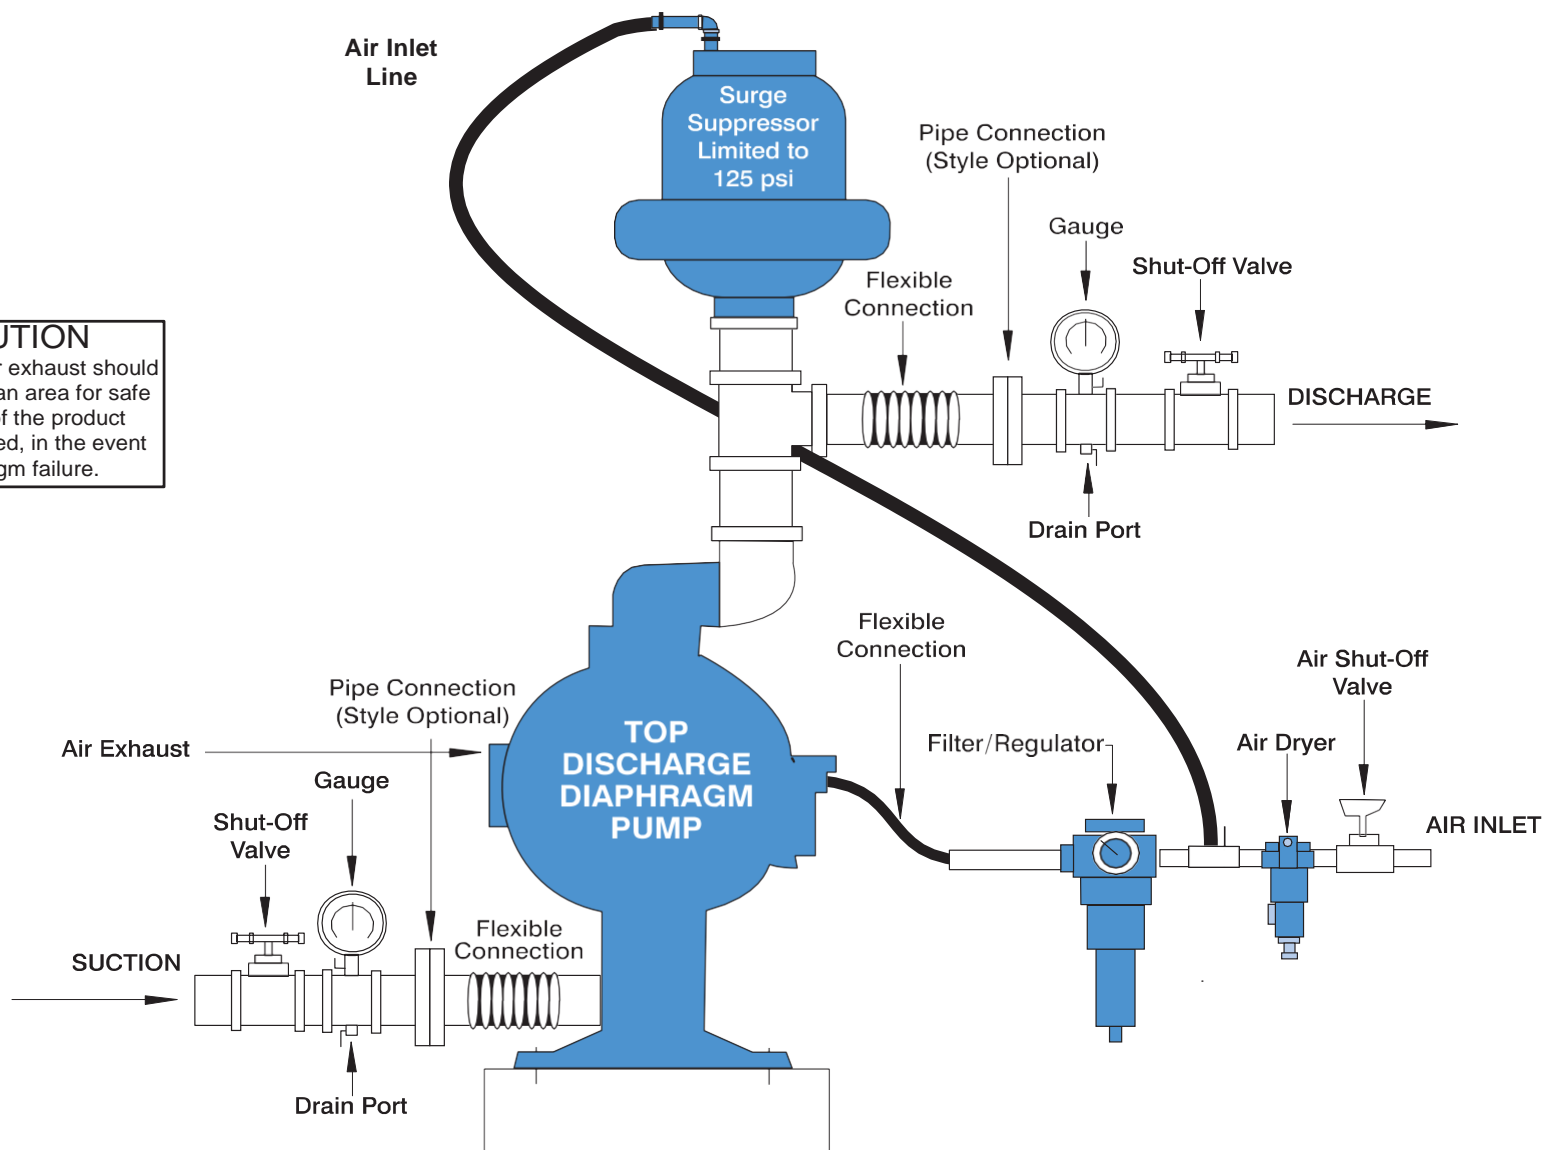 Air Inlet
Line
Surge
Suppressor
Limited to
125 psi
Pipe Connection
(Style Optional)
Gauge
Shut-Off Valve
Flexible
Connection
DISCHARGE
Drain Port
exhaust should
an area for safe
of the product
in the event
failure.
Flexible
Connection
Air Shut-Off
Valve
Filter/Regulator
Air Dryer
AIR INLET
Pipe Connection
(Style Optional)
Air Exhaust
TOP
DISCHARGE
DIAPHRAGM
PUMP
Gauge
Shut-Off
Valve
Flexible
Connection
SUCTION
Drain Port